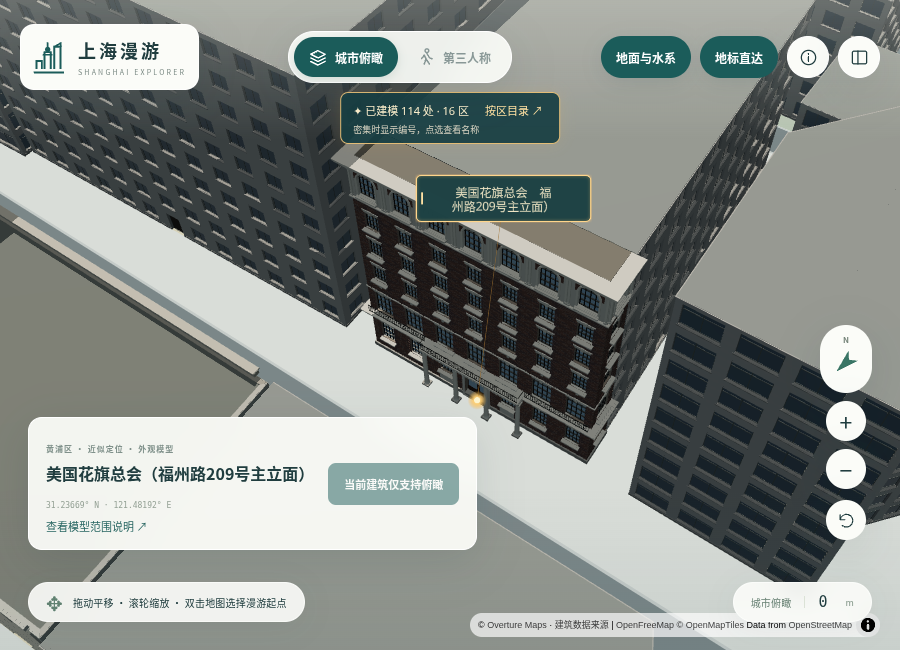 上海漫游
SHANGHAI EXPLORER
城市俯瞰
第三人称
地面与水系
地标直达
✦ 已建模 114 处 · 16 区 按区目录 ↗
密集时显示编号，点选查看名称
美国花旗总会 福
州路209号主立面）
N
黄浦区 · 近似定位 · 外观模型
美国花旗总会（福州路209号主立面）
当前建筑仅支持俯瞰
31.23669° N · 121.48192° E
查看模型范围说明 ↗
拖动平移 · 滚轮缩放 · 双击地图选择漫游起点
城市俯瞰 0 m
© Overture Maps · 建筑数据来源 | OpenFreeMap © OpenMapTiles Data from OpenStreetMap